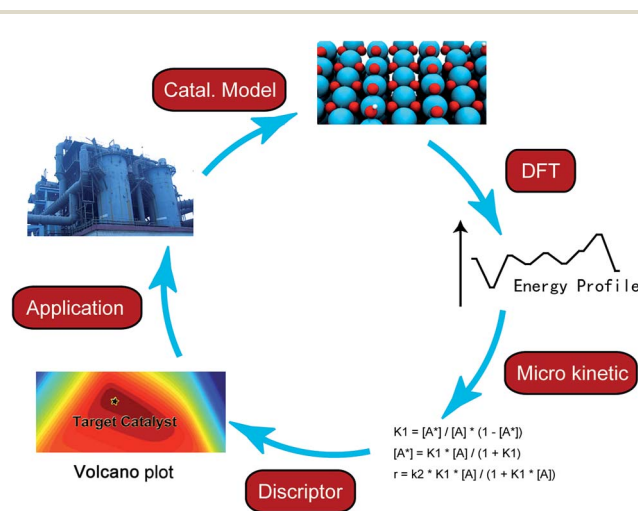 Catal. Model
DFT
Energy Profile
Micro kinetic
K1 = [A*] / [A] * (1 - [A*])
[A*] = K1 * [A] / (1 + K1)
r = k2 * K1 * [A] / (1 + K1 * [A])
Descriptor
Target Catalyst
Volcano plot
Application